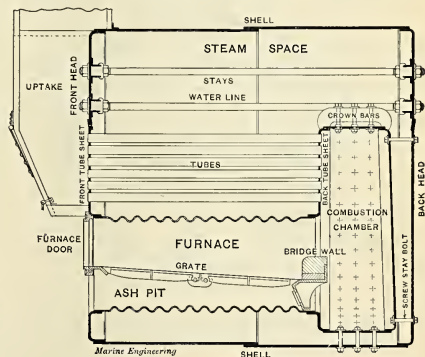 SHELL
STEAM SPACE
UPTAKE
FRONT HEAD
STAYS
WATER LINE
CROWN BARS
FRONT TUBE SHEET
TUBES
BACK TUBE SHEET
BACK HEAD
COMBUSTION
CHAMBER
FURNACE
DOOR
FURNACE
BRIDGE WALL
GRATE
SCREW STAY BOLT
ASH PIT
Marine Engineering
SHELL